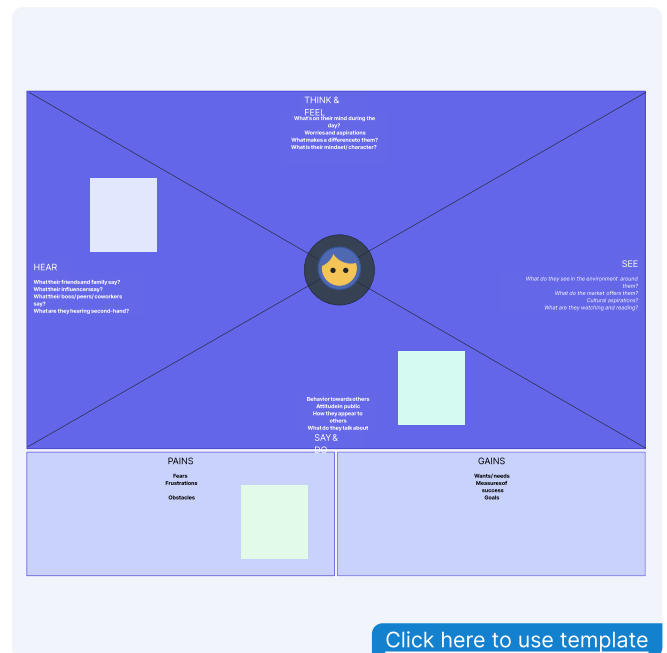 THINK &
FEEL
What's on their mind during the
day?
Worries and aspirations
What makes a difference to them?
What is their mindset/ character?
HEAR
What their friends and family say?
What their influencers say?
What their boss/ peers/ coworkers
say?
What are they hearing second-hand?
SEE
What do they see in the environment around
them?
What do the market offers them?
Cultural aspirations?
What are they watching and reading?
Behavior towards others
Attitude in public
How they appear to
others
What do they talk about
SAY &
DO
PAINS
Fears
Frustrations
Obstacles
GAINS
Wants/ needs
Measures of
success
Goals
Click here to use template